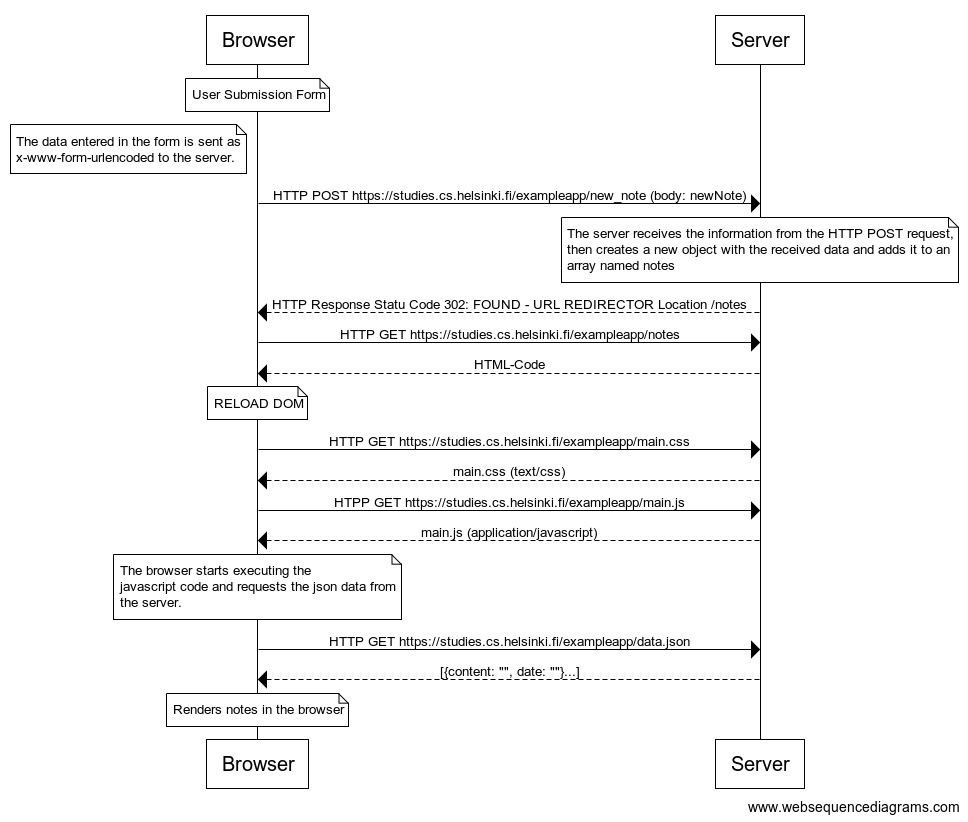 Browser
Server
User Submission Form
The data entered in the form is sent as
x-www-form-urlencoded to the server.
HTTP POST https://studies.cs.helsinki.fi/exampleapp/new_note (body: newNote)
The server receives the information from the HTTP POST request,
then creates a new object with the received data and adds it to an
array named notes
HTTP Response Statu Code 302: FOUND - URL REDIRECTOR Location /notes
HTTP GET https://studies.cs.helsinki.fi/exampleapp/notes
HTML-Code
RELOAD DOM
HTTP GET https://studies.cs.helsinki.fi/exampleapp/main.css
main.css (text/css)
HTPP GET https://studies.cs.helsinki.fi/exampleapp/main.js
main.js (application/javascript)
The browser starts executing the
javascript code and requests the json data from
the server.
HTTP GET https://studies.cs.helsinki.fi/exampleapp/data.json
[{content: "", date: ""}...]
Renders notes in the browser
Browser
Server
www.websequencediagrams.com